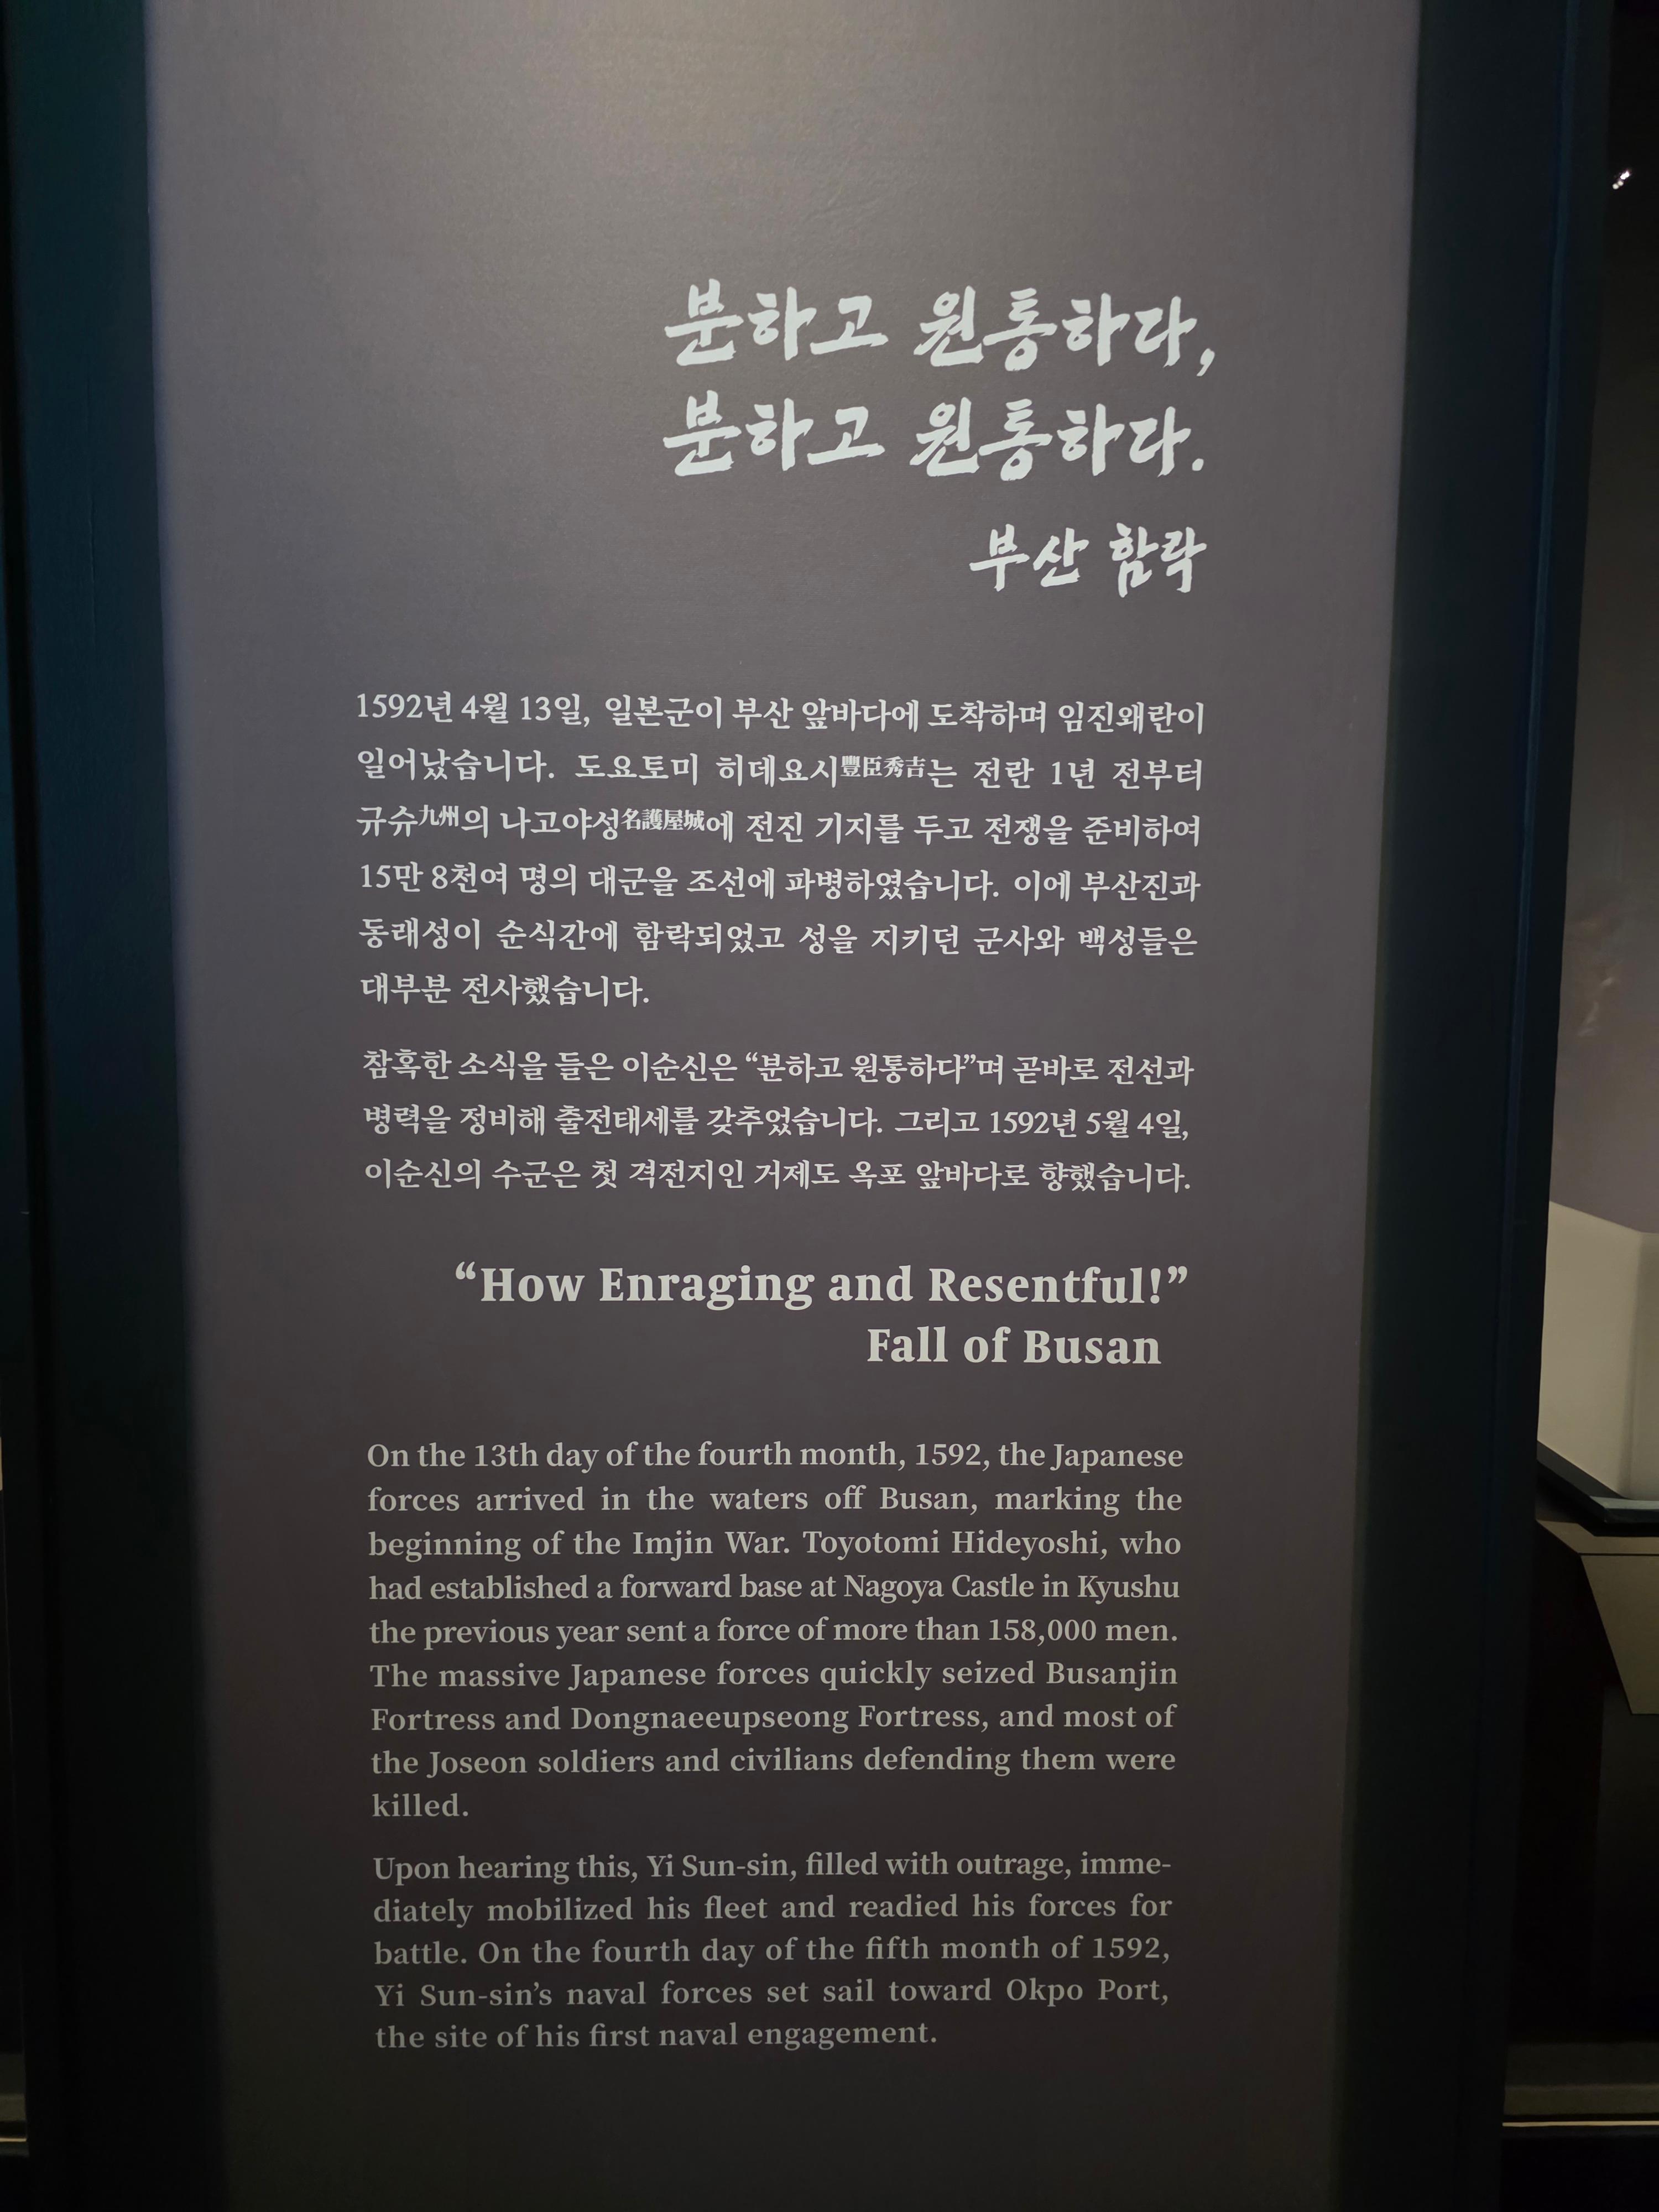 분하고 원통하다,
분하고 원통하다.
부산 함락
1592년 4월 13일, 일본군이 부산 앞바다에 도착하며 임진왜란이
일어났습니다. 도요토미 히데요시豐臣秀吉는 전란 1년 전부터
규슈九州의 나고야성名護屋城에 전진 기지를 두고 전쟁을 준비하여
15만 8천여 명의 대군을 조선에 파병하였습니다. 이에 부산진과
동래성이 순식간에 함락되었고 성을 지키던 군사와 백성들은
대부분 전사했습니다.
참혹한 소식을 들은 이순신은 “분하고 원통하다”며 곧바로 전선과
병력을 정비해 출전태세를 갖추었습니다. 그리고 1592년 5월 4일,
이순신의 수군은 첫 격전지인 거제도 옥포 앞바다로 향했습니다.
“How Enraging and Resentful!”
Fall of Busan
On the 13th day of the fourth month, 1592, the Japanese
forces arrived in the waters off Busan, marking the
beginning of the Imjin War. Toyotomi Hideyoshi, who
had established a forward base at Nagoya Castle in Kyushu
the previous year sent a force of more than 158,000 men.
The massive Japanese forces quickly seized Busanjin
Fortress and Dongnaeeupseong Fortress, and most of
the Joseon soldiers and civilians defending them were
killed.
Upon hearing this, Yi Sun-sin, filled with outrage, imme-
diately mobilized his fleet and readied his forces for
battle. On the fourth day of the fifth month of 1592,
Yi Sun-sin’s naval forces set sail toward Okpo Port,
the site of his first naval engagement.